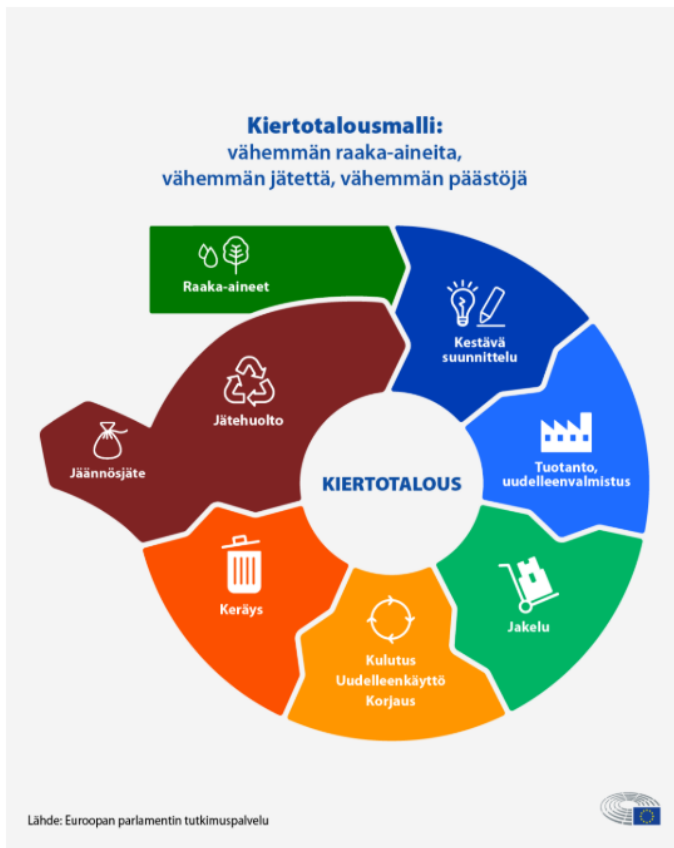 Kiertotalousmalli:
vähemmän raaka-aineita,
vähemmän jätettä, vähemmän päästöjä
Raaka-aineet
Kestävä
suunnittelu
Tuotanto,
uudelleenvalmistus
Jakelu
Kulutus
Uudelleenkäyttö
Korjaus
Keräys
Jätehuolto
Jäännösjäte
KIERTOTALOUS
Lähde: Euroopan parlamentin tutkimuspalvelu